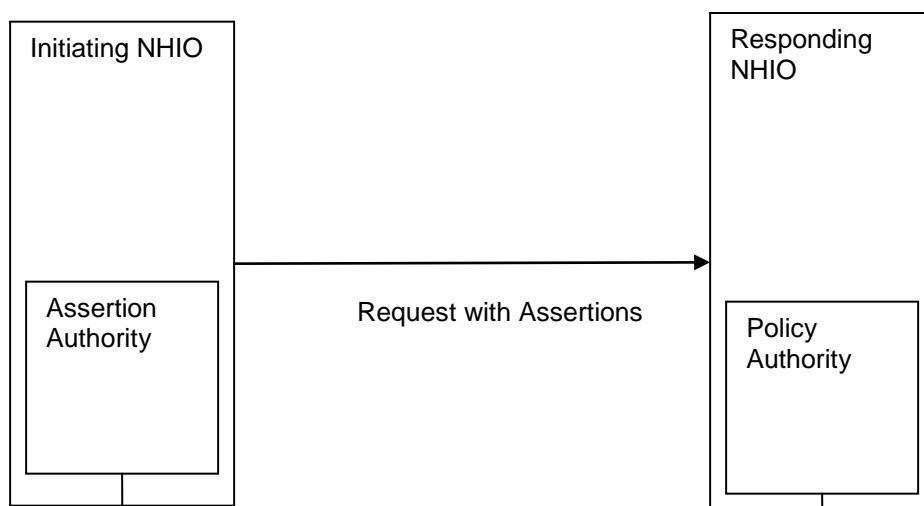 Initiating NHIO
Responding
NHIO
Assertion
Authority
Request with Assertions
Policy
Authority